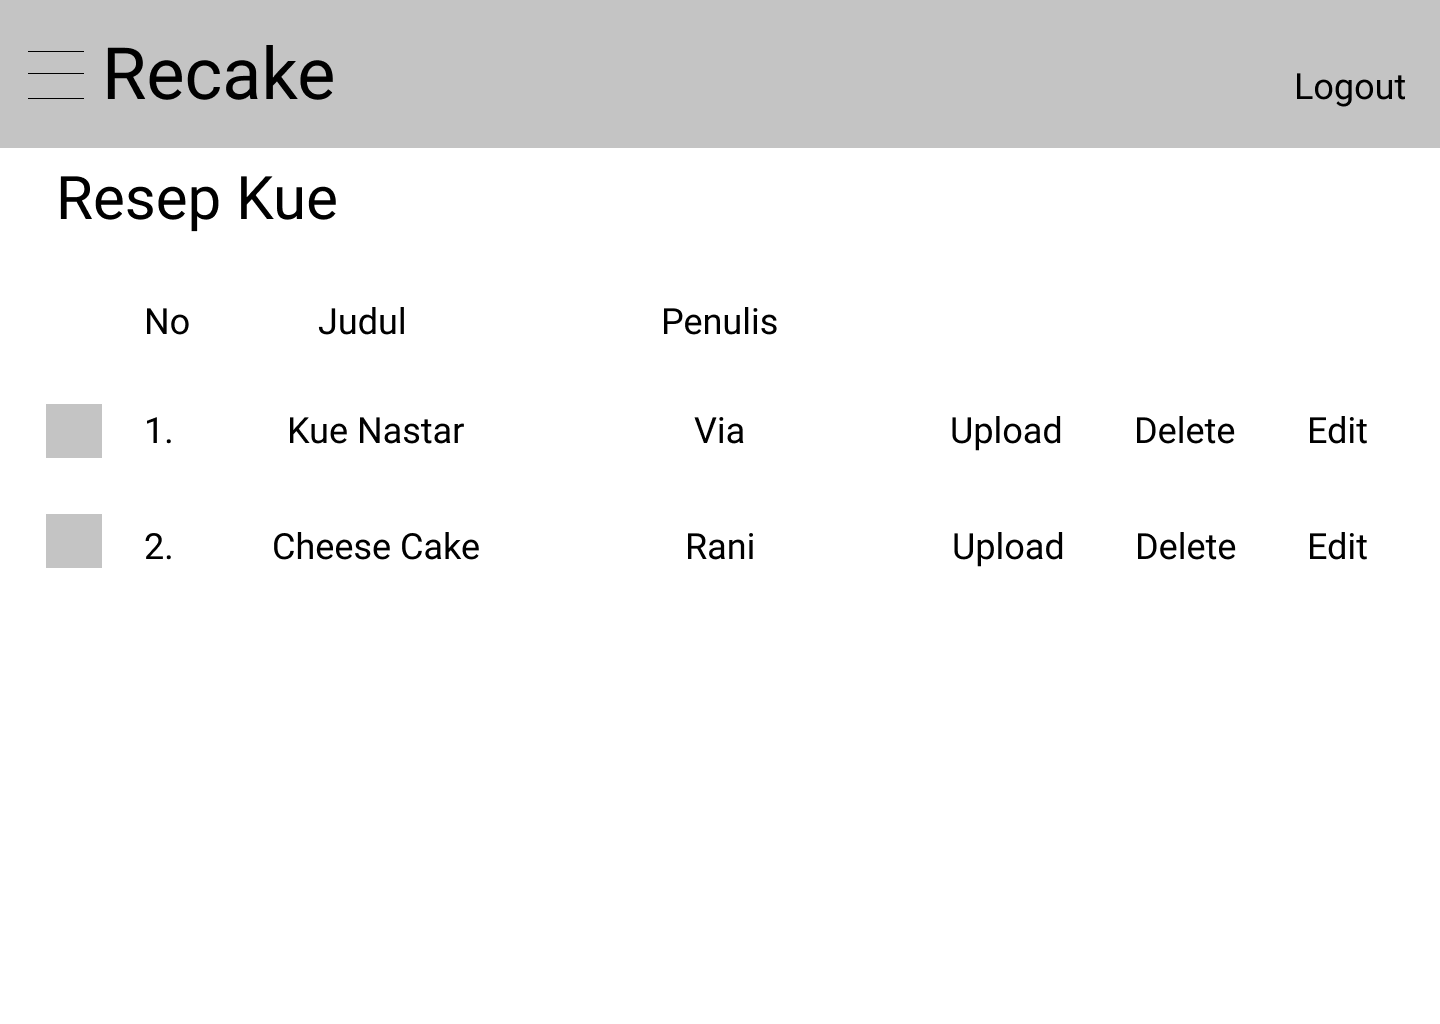 Recake Logout
Resep Kue
No Judul Penulis
1. Kue Nastar Via Upload Delete Edit
2. Cheese Cake Rani Upload Delete Edit